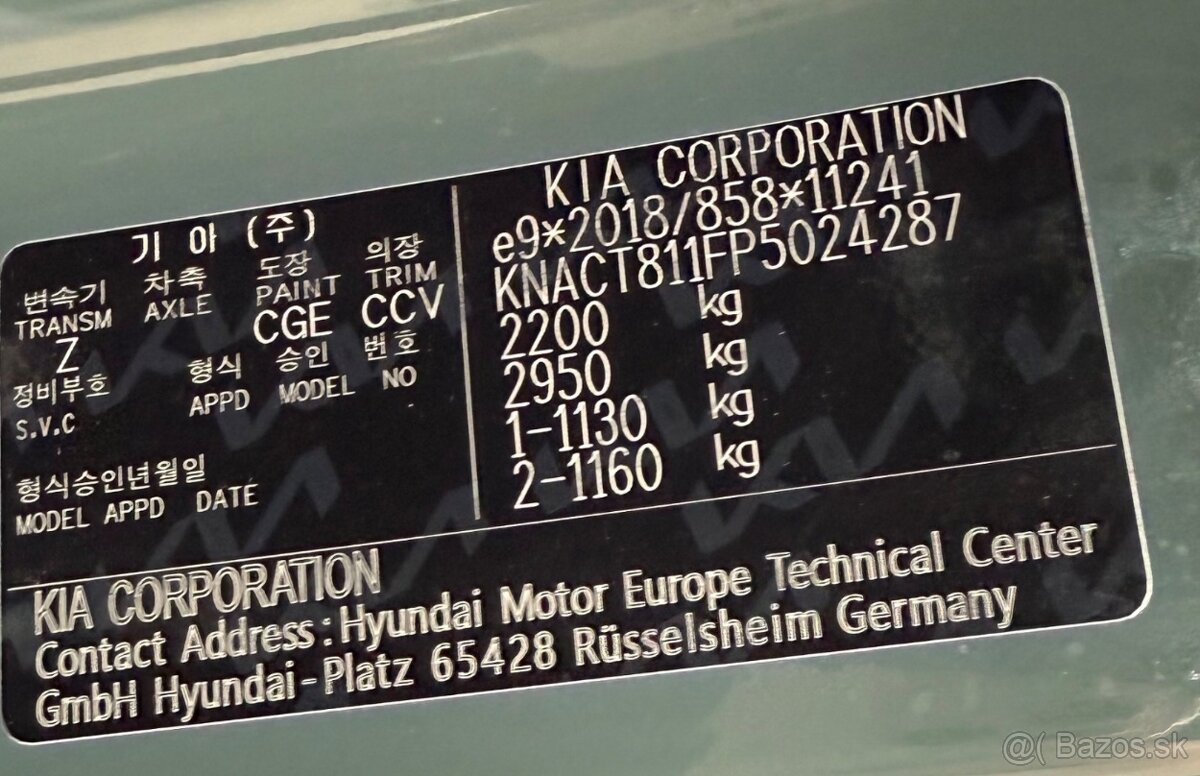 기 아 (주)
변속기 차축 도장 의장
TRANSM AXLE PAINT TRIM
Z CGE CCV
정비부호 형식 승인 번호
S.V.C APPD MODEL NO
형식승인년월일
MODEL APPD DATE
KIA CORPORATION
e9*2018/858*11241
KNACT811FP5024287
2200 kg
2950 kg
1-1130 kg
2-1160 kg
KIA CORPORATION
Contact Address : Hyundai Motor Europe Technical Center
GmbH Hyundai-Platz 65428 Rüsselsheim Germany
@( Bazos.sk